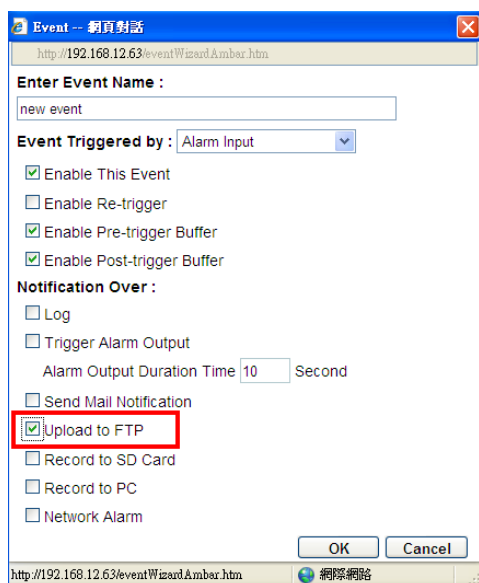 Event -- 網頁對話
http://192.168.12.63/eventWizardAmbar.htm
Enter Event Name :
new event
Event Triggered by : Alarm Input
Enable This Event
Enable Re-trigger
Enable Pre-trigger Buffer
Enable Post-trigger Buffer
Notification Over :
Log
Trigger Alarm Output
Alarm Output Duration Time 10 Second
Send Mail Notification
Upload to FTP
Record to SD Card
Record to PC
Network Alarm
OK Cancel
http://192.168.12.63/eventWizardAmbar.htm 網際網路